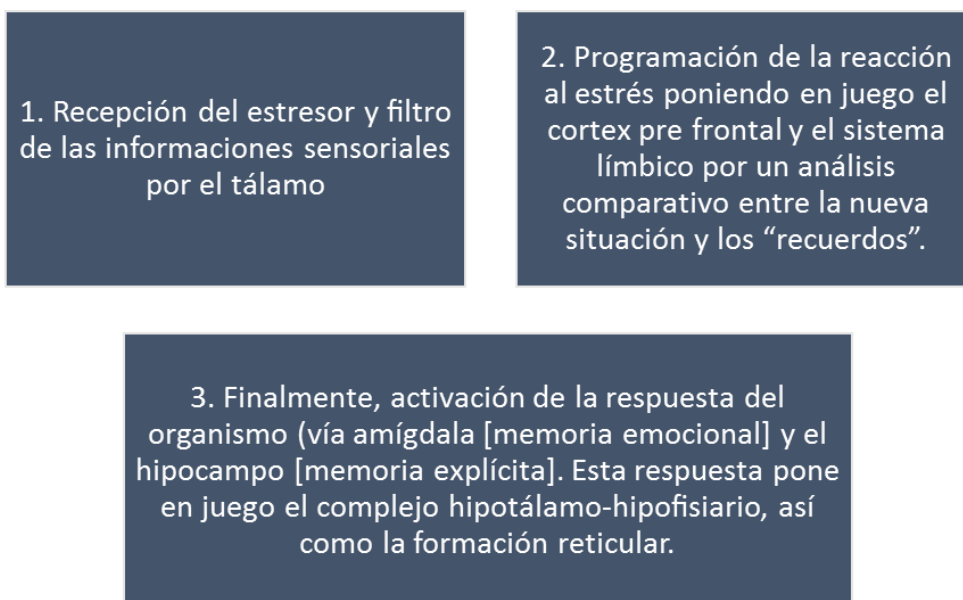 1. Recepción del estresor y filtro
de las informaciones sensoriales
por el tálamo
2. Programación de la reacción
al estrés poniendo en juego el
cortex pre frontal y el sistema
límbico por un análisis
comparativo entre la nueva
situación y los “recuerdos”.
3. Finalmente, activación de la respuesta del
organismo (vía amígdala [memoria emocional] y el
hipocampo [memoria explícita]. Esta respuesta pone
en juego el complejo hipotálamo-hipofisiario, así
como la formación reticular.